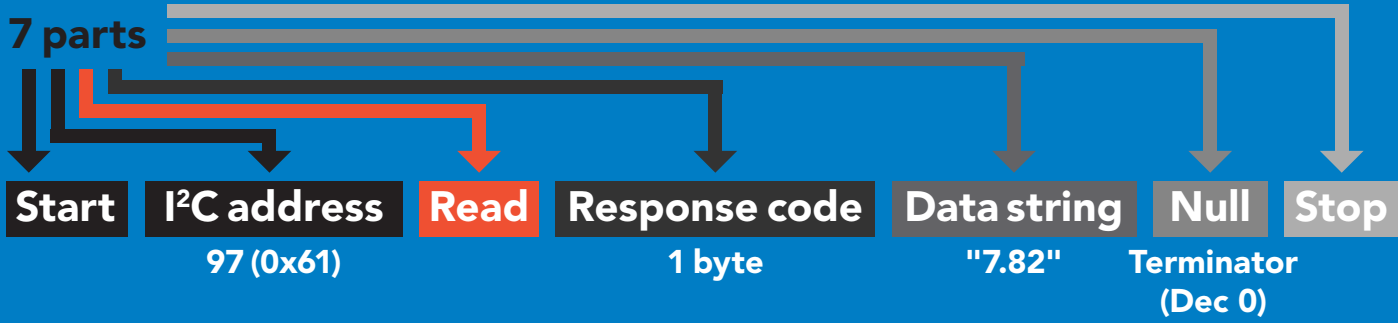 7 parts
Start I²C address Read Response code Data string Null Stop
97 (0x61) 1 byte "7.82" Terminator
(Dec 0)